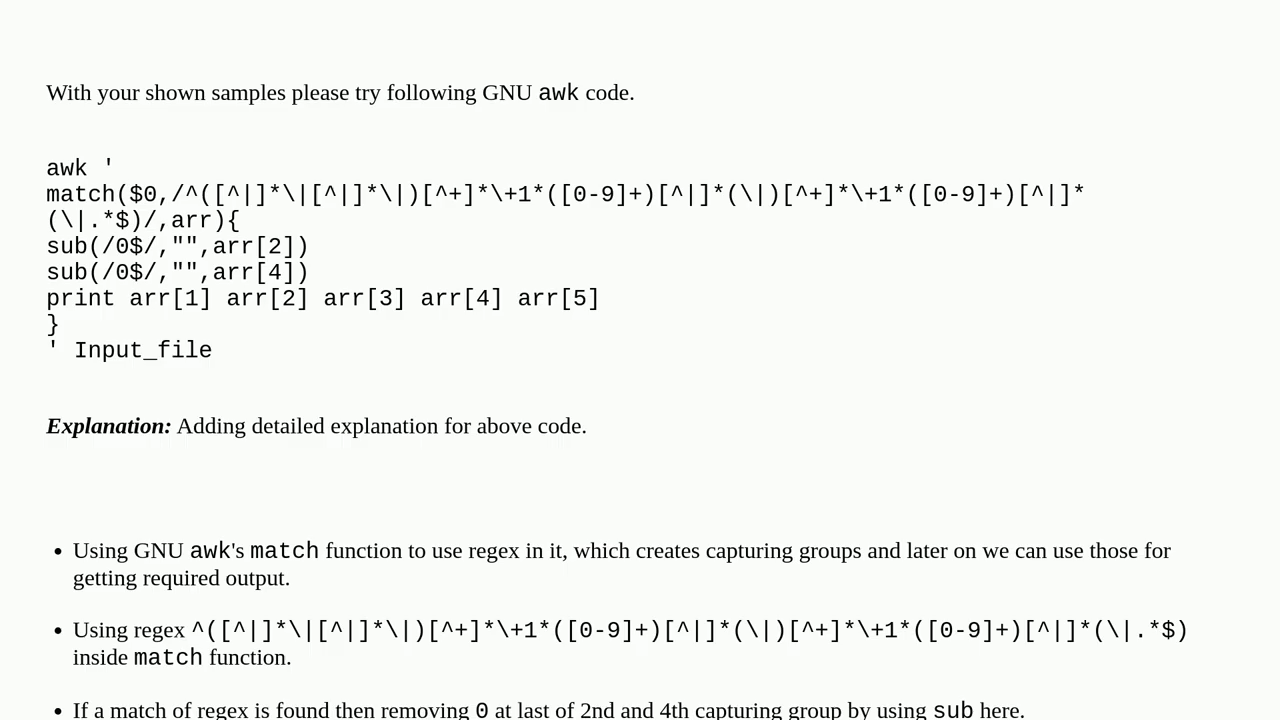 With your shown samples please try following GNU awk code.
awk '
match($0,/^([^|]*\|[^|]*\|)[^+]*\+1*([0-9]+)[^|]*(\|)[^+]*\+1*([0-9]+)[^|]*
(\|.*$)/,arr){
sub(/0$/,"",arr[2])
sub(/0$/,"",arr[4])
print arr[1] arr[2] arr[3] arr[4] arr[5]
}
' Input_file
Explanation: Adding detailed explanation for above code.
• Using GNU awk's match function to use regex in it, which creates capturing groups and later on we can use those for
getting required output.
• Using regex ^([^|]*\|[^|]*\|)[^+]*\+1*([0-9]+)[^|]*(\|)[^+]*\+1*([0-9]+)[^|]*(\|.*$)
inside match function.
• If a match of regex is found then removing 0 at last of 2nd and 4th capturing group by using sub here.